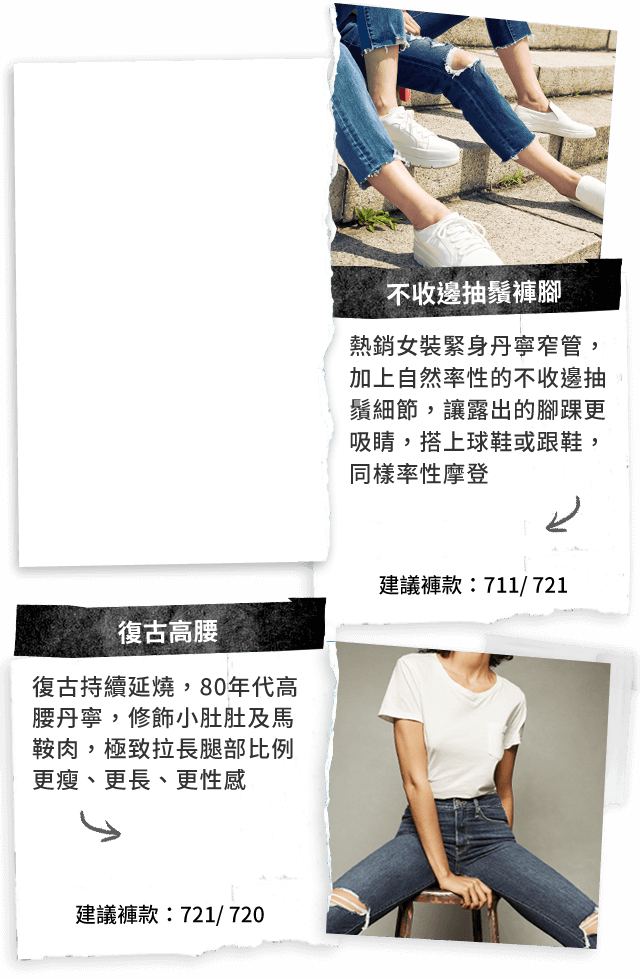 不收邊抽鬚褲腳
熱銷女裝緊身丹寧窄管，
加上自然率性的不收邊抽
鬚細節，讓露出的腳踝更
吸睛，搭上球鞋或跟鞋，
同樣率性摩登
建議褲款：711/ 721
復古高腰
復古持續延燒，80年代高
腰丹寧，修飾小肚肚及馬
鞍肉，極致拉長腿部比例
更瘦、更長、更性感
建議褲款：721/ 720